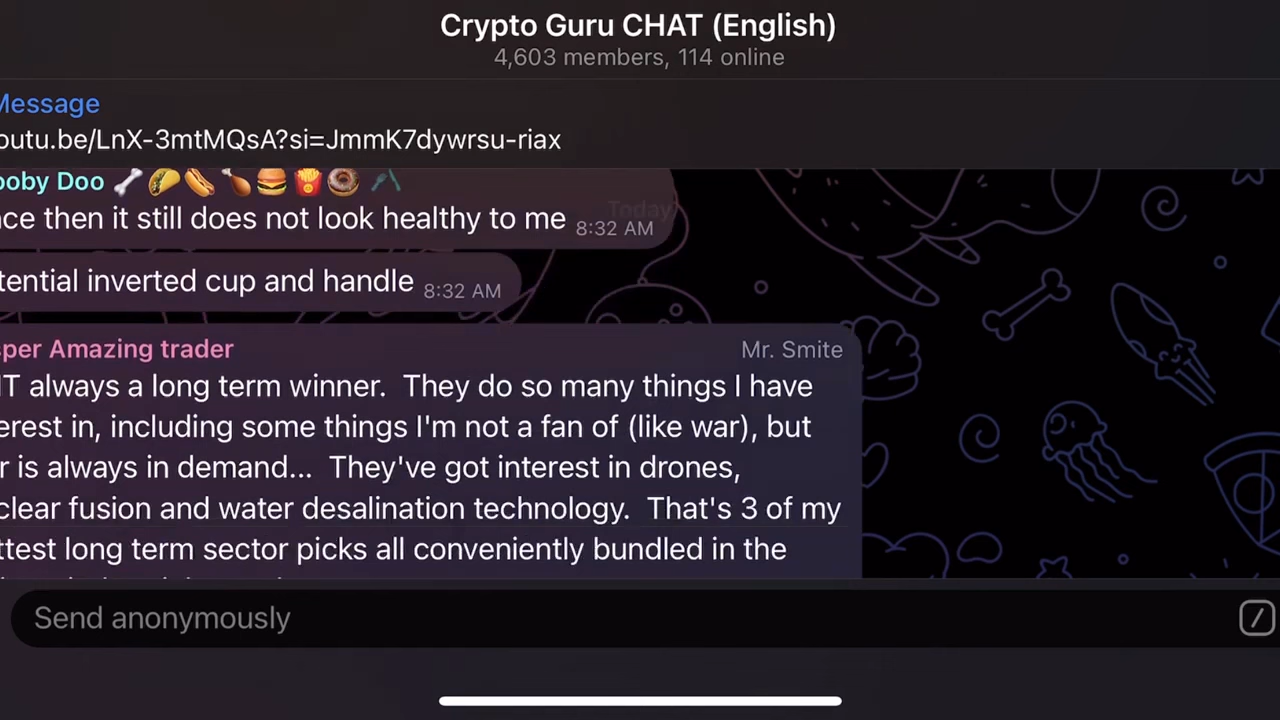 Crypto Guru CHAT (English)
4,603 members, 114 online
Message
outu.be/LnX-3mtMQsA?si=JmmK7dywrsu-riax
ooby Doo
nce then it still does not look healthy to me 8:32 AM
Today
tential inverted cup and handle 8:32 AM
per Amazing trader Mr. Smite
IT always a long term winner. They do so many things I have
erest in, including some things I'm not a fan of (like war), but
r is always in demand... They've got interest in drones,
clear fusion and water desalination technology. That's 3 of my
ttest long term sector picks all conveniently bundled in the
Send anonymously